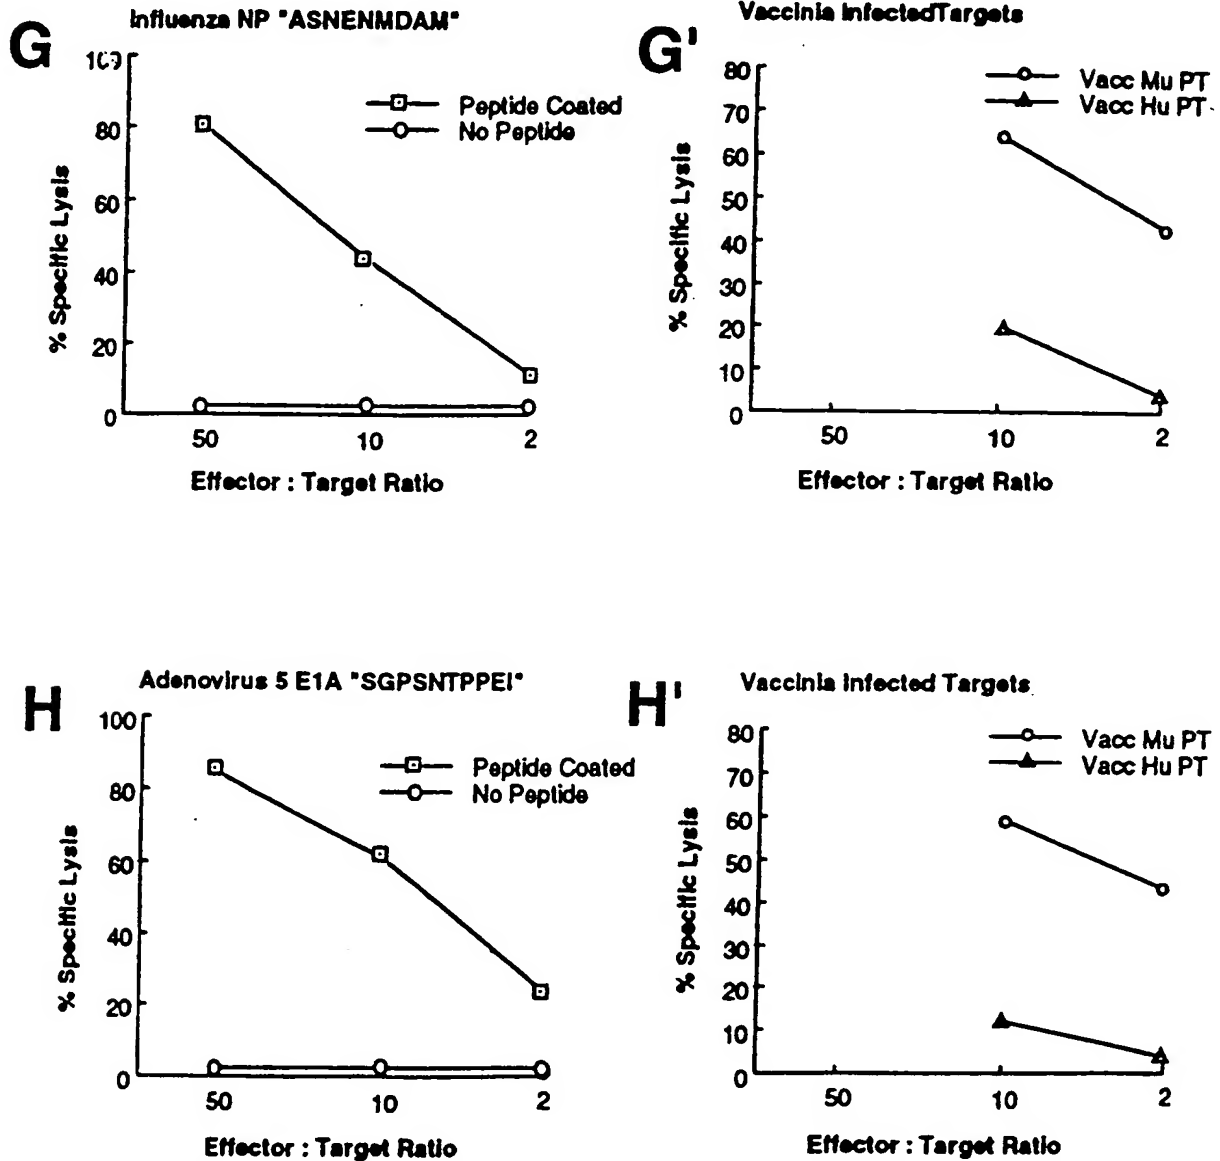 G
Influenza NP "ASNENMDAM"
100
80
60
40
20
0
% Specific Lysis
Peptide Coated
No Peptide
50 10 2
Effector : Target Ratio
G'
Vaccinia InfectedTargets
80
70
60
50
40
30
20
10
0
% Specific Lysis
Vacc Mu PT
Vacc Hu PT
50 10 2
Effector : Target Ratio
H
Adenovirus 5 E1A "SGPSNTPPEI"
100
80
60
40
20
0
% Specific Lysis
Peptide Coated
No Peptide
50 10 2
Effector : Target Ratio
H'
Vaccinia Infected Targets
80
70
60
50
40
30
20
10
0
% Specific Lysis
Vacc Mu PT
Vacc Hu PT
50 10 2
Effector : Target Ratio